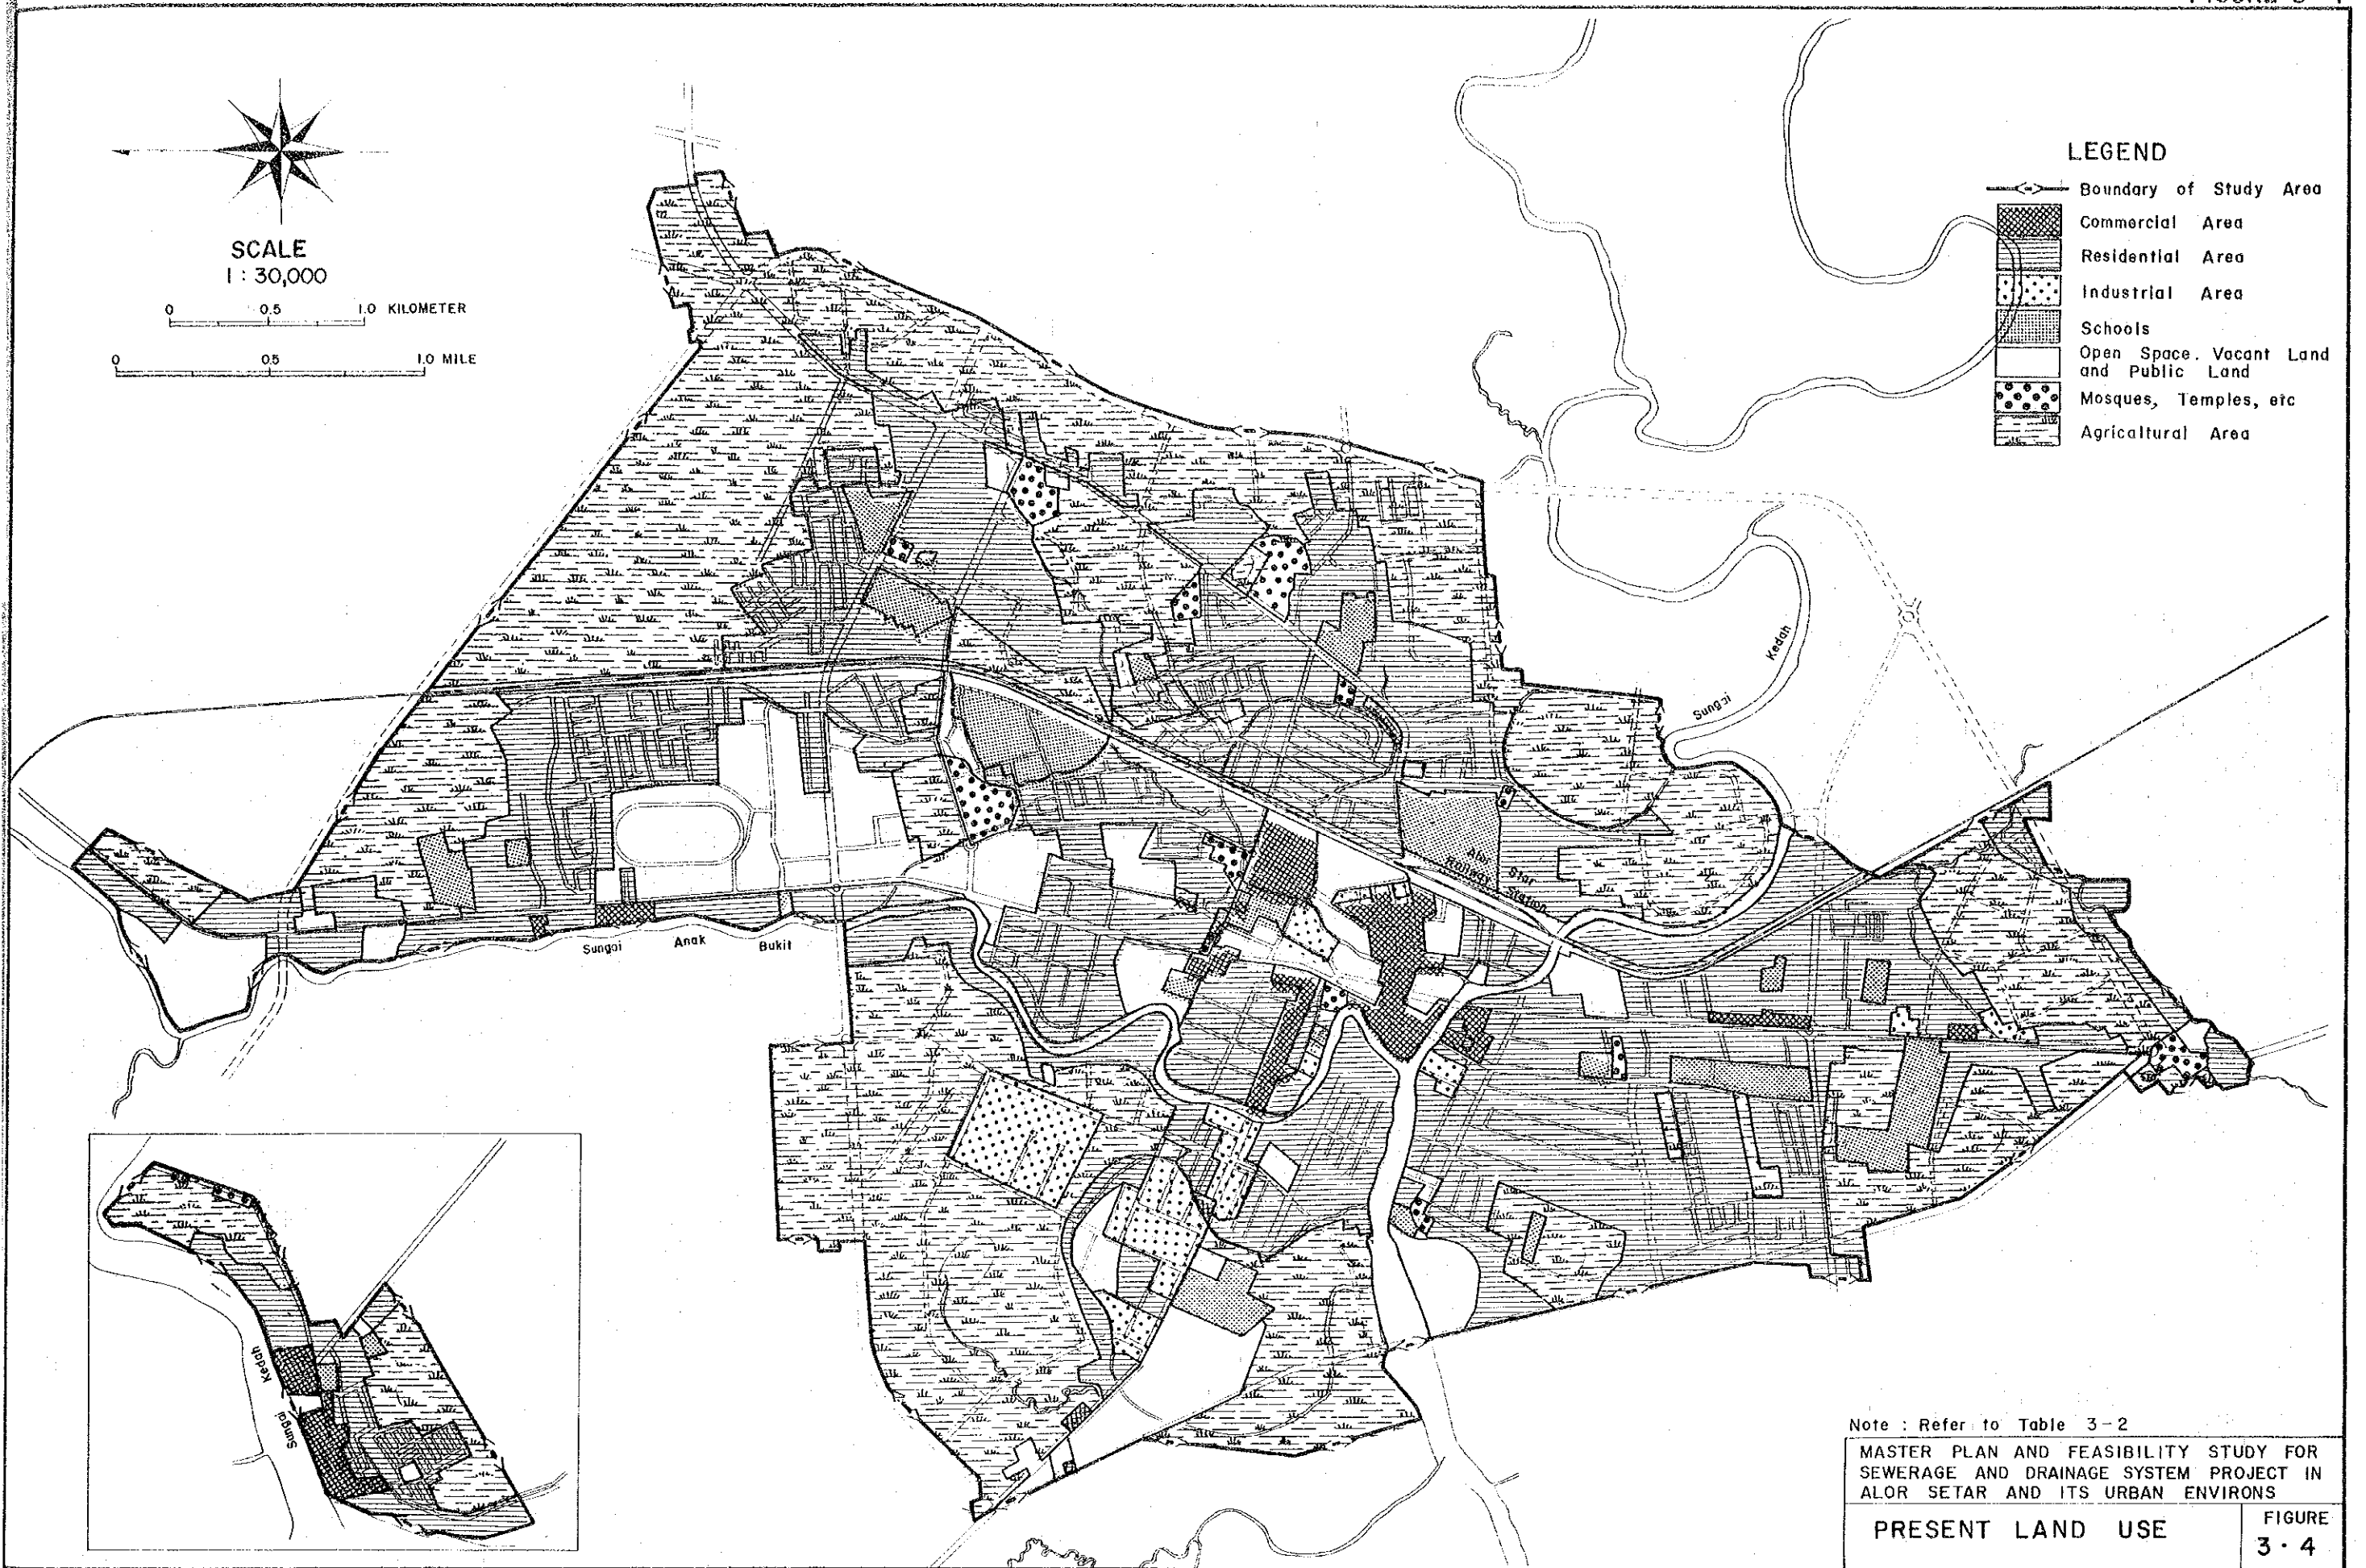 FIGURE 3-4
SCALE
1 : 30,000
0 0.5 1.0 KILOMETER
0 0.5 1.0 MILE
LEGEND
Boundary of Study Area
Commercial Area
Residential Area
Industrial Area
Schools
Open Space. Vacant Land
and Public Land
Mosques, Temples, etc
Agricaltural Area
Kedah
Sungai
Alor Star
Railway Station
Sungai Anak Bukit
Kedah
Sungai
Note : Refer to Table 3-2
MASTER PLAN AND FEASIBILITY STUDY FOR
SEWERAGE AND DRAINAGE SYSTEM PROJECT IN
ALOR SETAR AND ITS URBAN ENVIRONS
PRESENT LAND USE
FIGURE
3·4